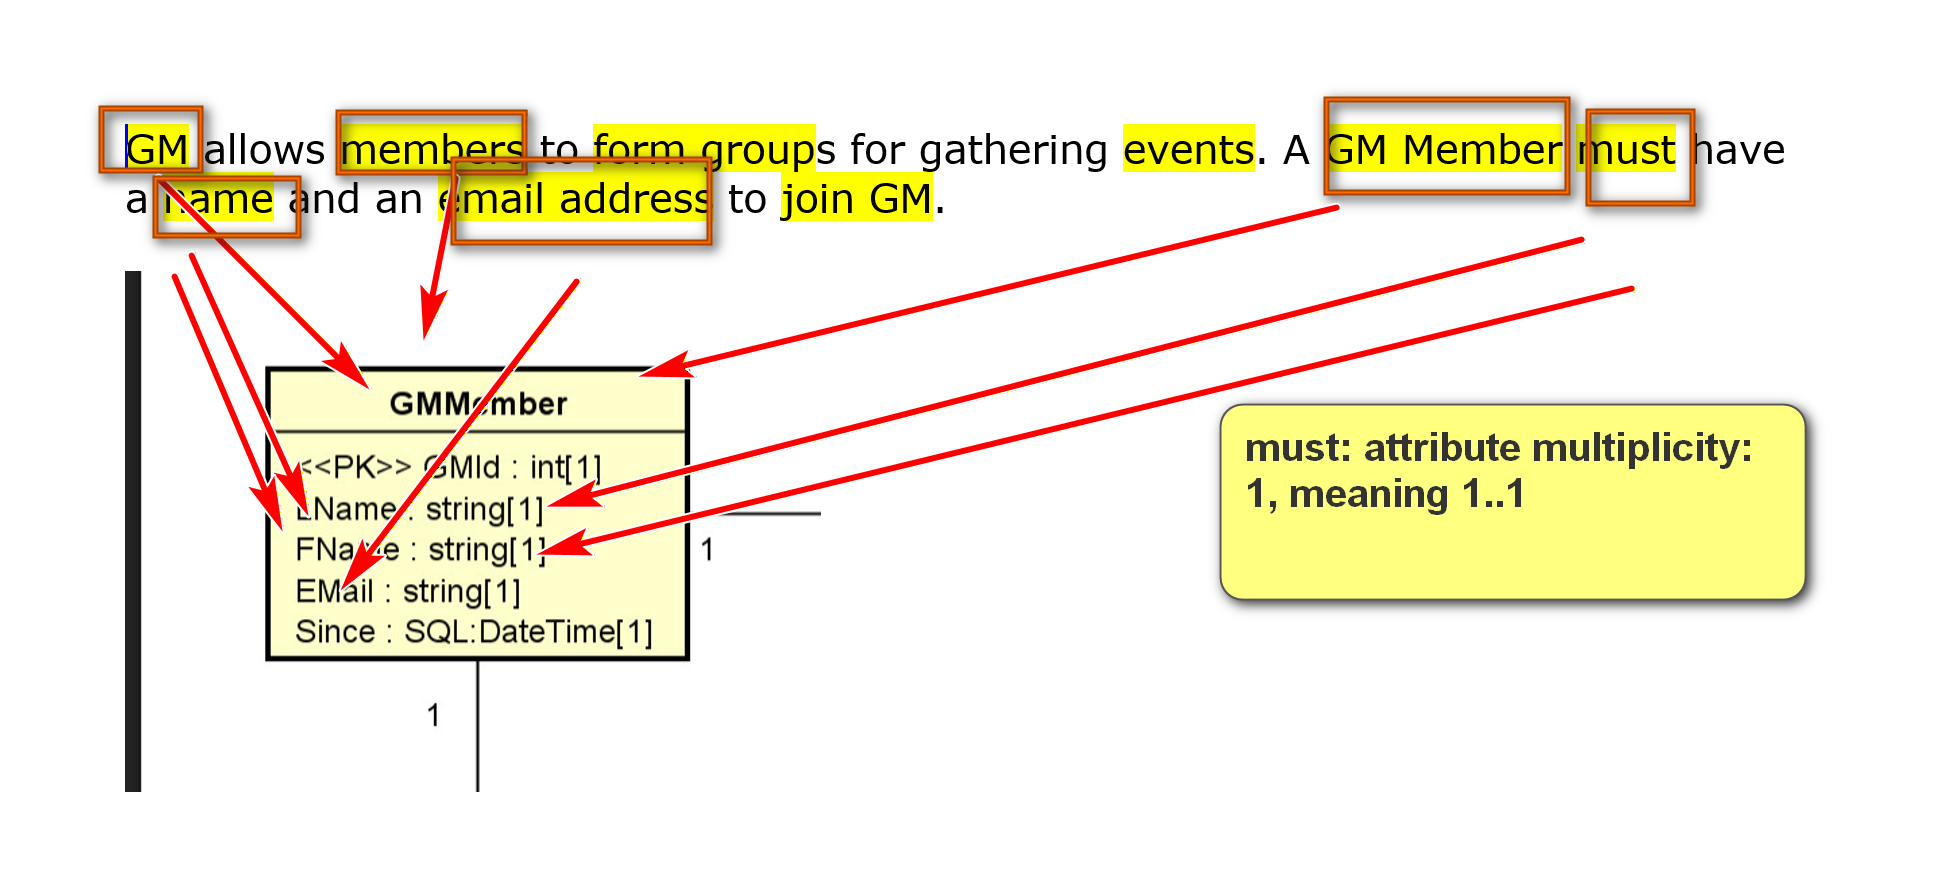 GM allows members to form groups for gathering events. A GM Member must have
a name and an email address to join GM.
GMMember
<<PK>> GMId : int[1]
LName : string[1]
FName : string[1]
EMail : string[1]
Since : SQL:DateTime[1]
1
1
must: attribute multiplicity:
1, meaning 1..1